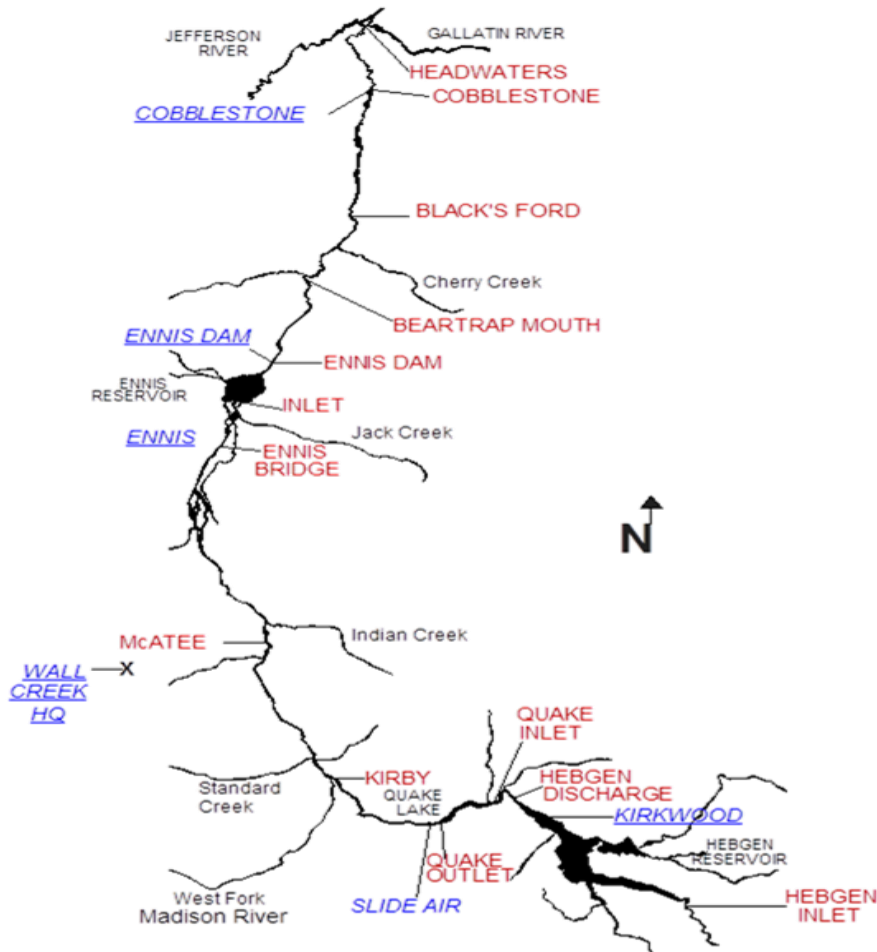 JEFFERSON
RIVER
GALLATIN RIVER
HEADWATERS
COBBLESTONE
COBBLESTONE
BLACK'S FORD
Cherry Creek
BEARTRAP MOUTH
ENNIS DAM
ENNIS DAM
ENNIS
RESERVOIR
INLET
ENNIS
Jack Creek
ENNIS
BRIDGE
N
McATEE
Indian Creek
WALL
CREEK
HQ
X
QUAKE
INLET
Standard
Creek
KIRBY
QUAKE
LAKE
HEBGEN
DISCHARGE
KIRKWOOD
HEBGEN
RESERVOIR
QUAKE
OUTLET
West Fork
Madison River
SLIDE AIR
HEBGEN
INLET